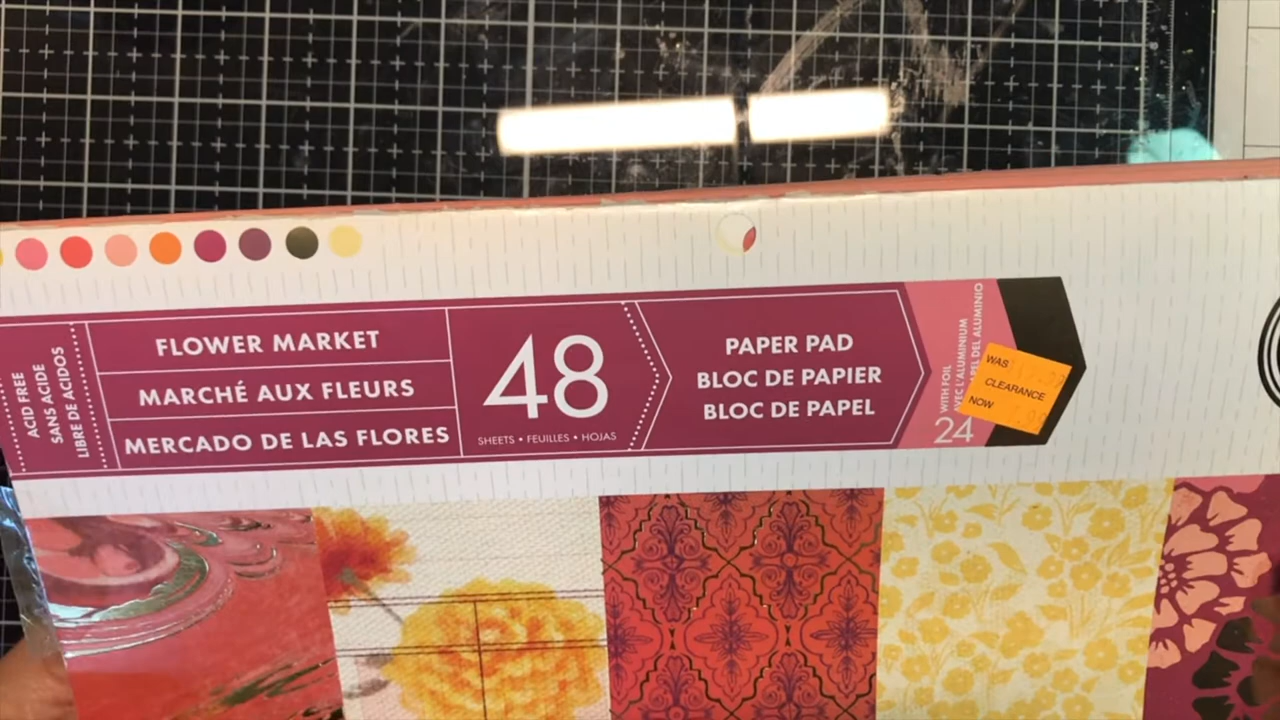 ACID FREE
SANS ACIDE
LIBRE DE ACIDOS
FLOWER MARKET
MARCHÉ AUX FLEURS
MERCADO DE LAS FLORES
48
SHEETS • FEUILLES • HOJAS
PAPER PAD
BLOC DE PAPIER
BLOC DE PAPEL
24
WITH FOIL
AVEC L'ALUMINIUM
PAPEL DEL ALUMINIO
WAS
CLEARANCE
NOW